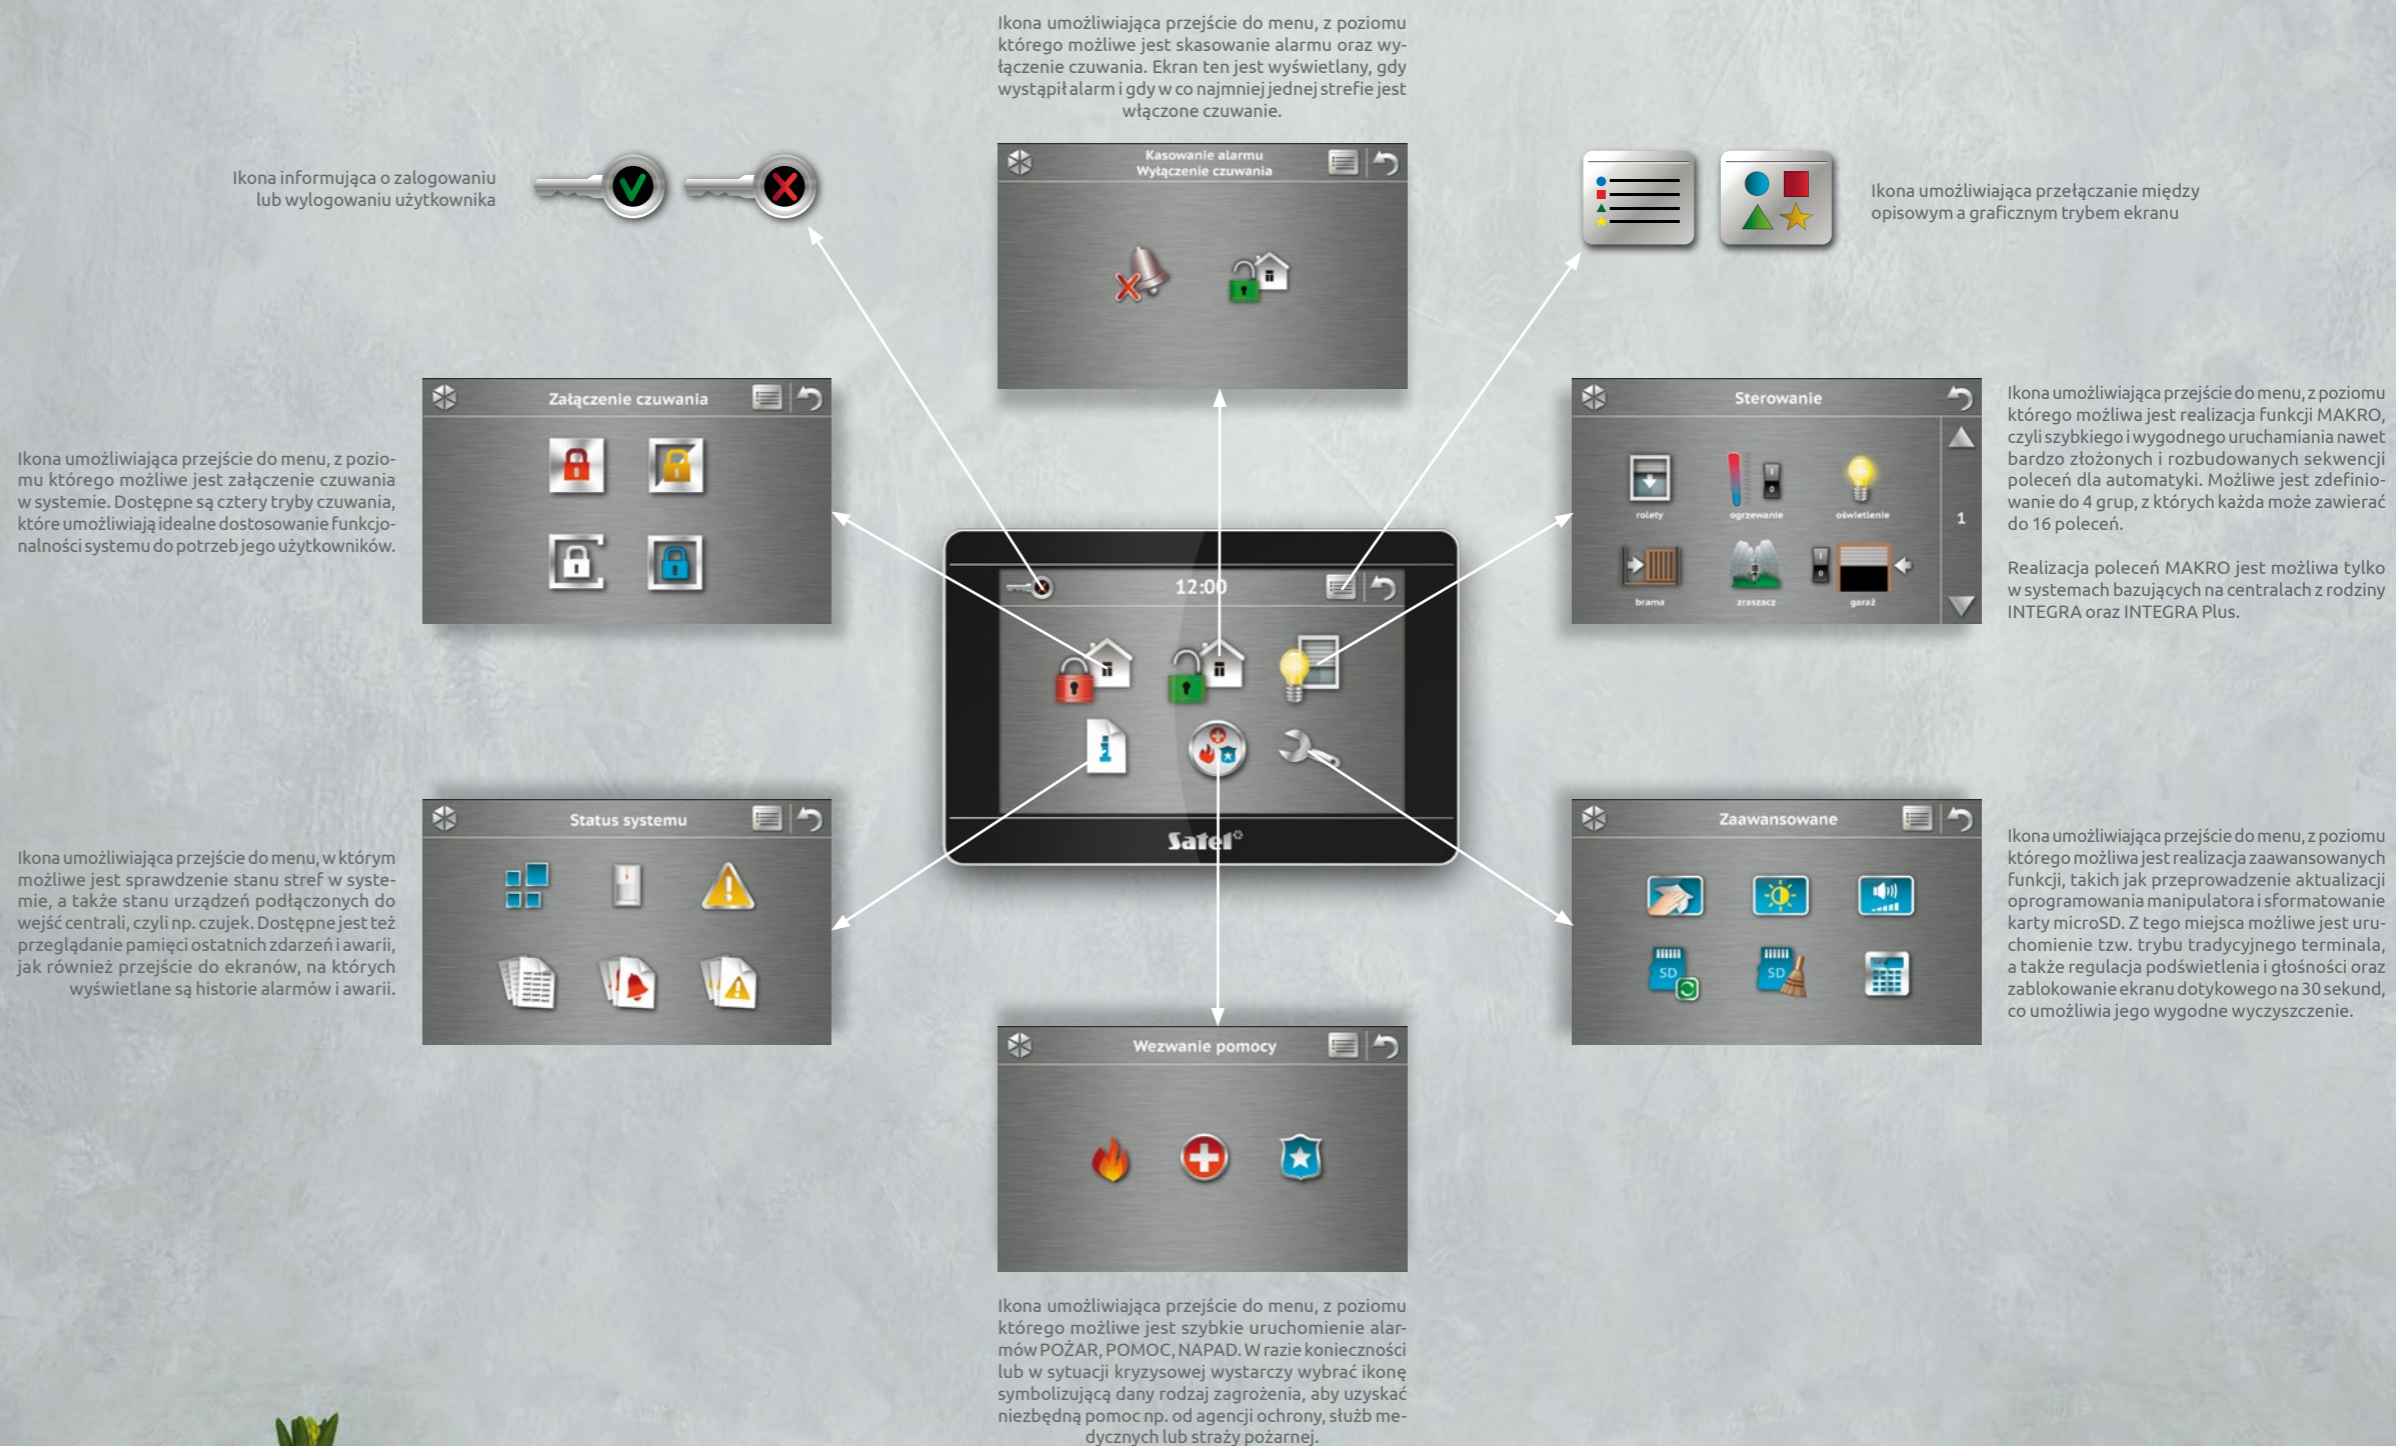 Ikona umożliwiająca przejście do menu, z poziomu
którego możliwe jest skasowanie alarmu oraz wy-
łączenie czuwania. Ekran ten jest wyświetlany, gdy
wystąpił alarm i gdy w co najmniej jednej strefie jest
włączone czuwanie.
Ikona informująca o zalogowaniu
lub wylogowaniu użytkownika
Kasowanie alarmu
Wyłączenie czuwania
Ikona umożliwiająca przełączanie między
opisowym a graficznym trybem ekranu
Ikona umożliwiająca przejście do menu, z pozio-
mu którego możliwe jest załączenie czuwania
w systemie. Dostępne są cztery tryby czuwania,
które umożliwiają idealne dostosowanie funkcjo-
nalności systemu do potrzeb jego użytkowników.
Załączenie czuwania
Sterowanie
rolety
ogrzewanie
oświetlenie
1
brama
zraszacz
garaż
Ikona umożliwiająca przejście do menu, z poziomu
którego możliwa jest realizacja funkcji MAKRO,
czyli szybkiego i wygodnego uruchamiania nawet
bardzo złożonych i rozbudowanych sekwencji
poleceń dla automatyki. Możliwe jest zdefinio-
wanie do 4 grup, z których każda może zawierać
do 16 poleceń.
Realizacja poleceń MAKRO jest możliwa tylko
w systemach bazujących na centralach z rodziny
INTEGRA oraz INTEGRA Plus.
12:00
Satel
Ikona umożliwiająca przejście do menu, w którym
możliwe jest sprawdzenie stanu stref w syste-
mie, a także stanu urządzeń podłączonych do
wejść centrali, czyli np. czujek. Dostępne jest też
przeglądanie pamięci ostatnich zdarzeń i awarii,
jak również przejście do ekranów, na których
wyświetlane są historie alarmów i awarii.
Status systemu
Zaawansowane
SD
SD
Ikona umożliwiająca przejście do menu, z poziomu
którego możliwa jest realizacja zaawansowanych
funkcji, takich jak przeprowadzenie aktualizacji
oprogramowania manipulatora i sformatowanie
karty microSD. Z tego miejsca możliwe jest uru-
chomienie tzw. trybu tradycyjnego terminala,
a także regulacja podświetlenia i głośności oraz
zablokowanie ekranu dotykowego na 30 sekund,
co umożliwia jego wygodne wyczyszczenie.
Wezwanie pomocy
Ikona umożliwiająca przejście do menu, z poziomu
którego możliwe jest szybkie uruchomienie alar-
mów POŻAR, POMOC, NAPAD. W razie konieczności
lub w sytuacji kryzysowej wystarczy wybrać ikonę
symbolizującą dany rodzaj zagrożenia, aby uzyskać
niezbędną pomoc np. od agencji ochrony, służb me-
dycznych lub straży pożarnej.